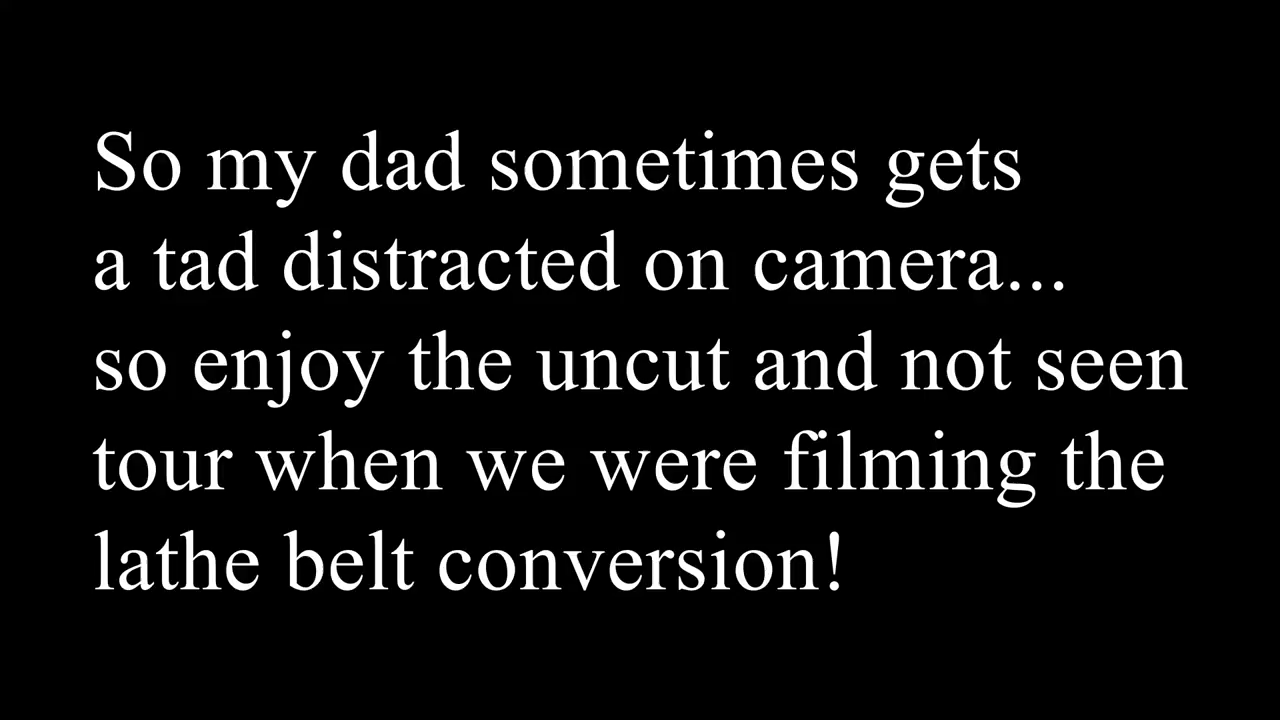 So my dad sometimes gets
a tad distracted on camera...
so enjoy the uncut and not seen
tour when we were filming the
lathe belt conversion!